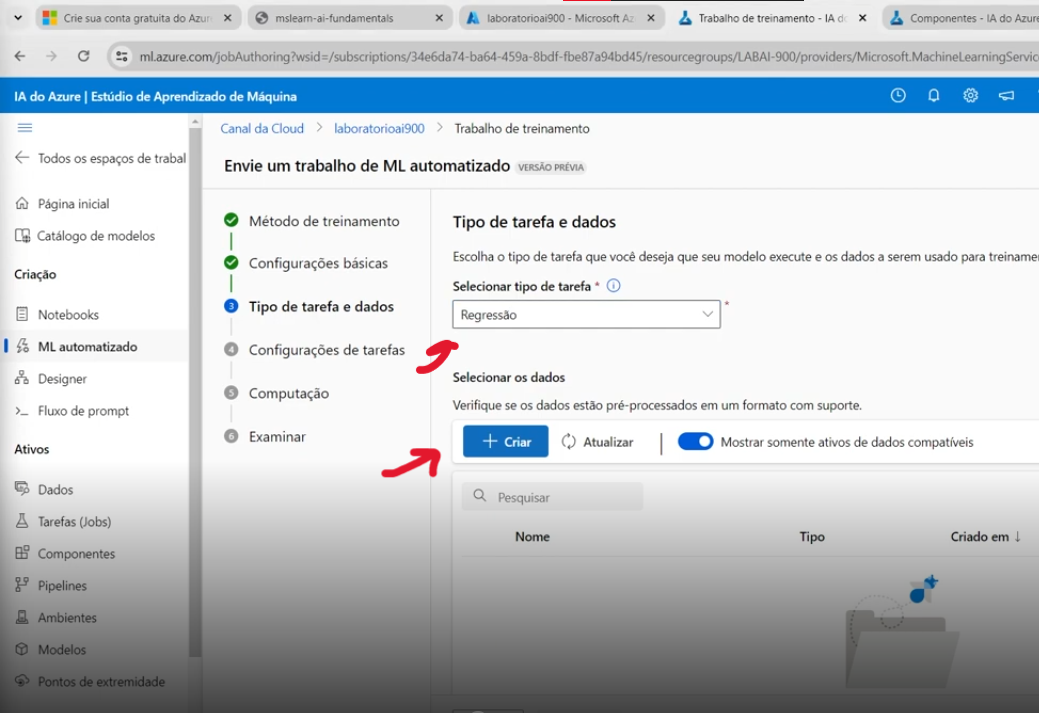 Crie sua conta gratuita do Azur
mslearn-ai-fundamentals
laboratorioai900 - Microsoft Az
Trabalho de treinamento - IA do
Componentes - IA do Azure
ml.azure.com/jobAuthoring?wsid=/subscriptions/34e6da74-ba64-459a-8bdf-fbe87a94bd45/resourcegroups/LABAI-900/providers/Microsoft.MachineLearningService
IA do Azure | Estúdio de Aprendizado de Máquina
Canal da Cloud > laboratorioai900 > Trabalho de treinamento
Todos os espaços de trabal
Envie um trabalho de ML automatizado VERSÃO PRÉVIA
Página inicial
Catálogo de modelos
Criação
Notebooks
ML automatizado
Designer
Fluxo de prompt
Ativos
Dados
Tarefas (Jobs)
Componentes
Pipelines
Ambientes
Modelos
Pontos de extremidade
Método de treinamento
Configurações básicas
3 Tipo de tarefa e dados
4 Configurações de tarefas
5 Computação
6 Examinar
Tipo de tarefa e dados
Escolha o tipo de tarefa que você deseja que seu modelo execute e os dados a serem usado para treiname
Selecionar tipo de tarefa *
Regressão
*
Selecionar os dados
Verifique se os dados estão pré-processados em um formato com suporte.
+ Criar Atualizar | Mostrar somente ativos de dados compatíveis
Pesquisar
Nome Tipo Criado em ↓